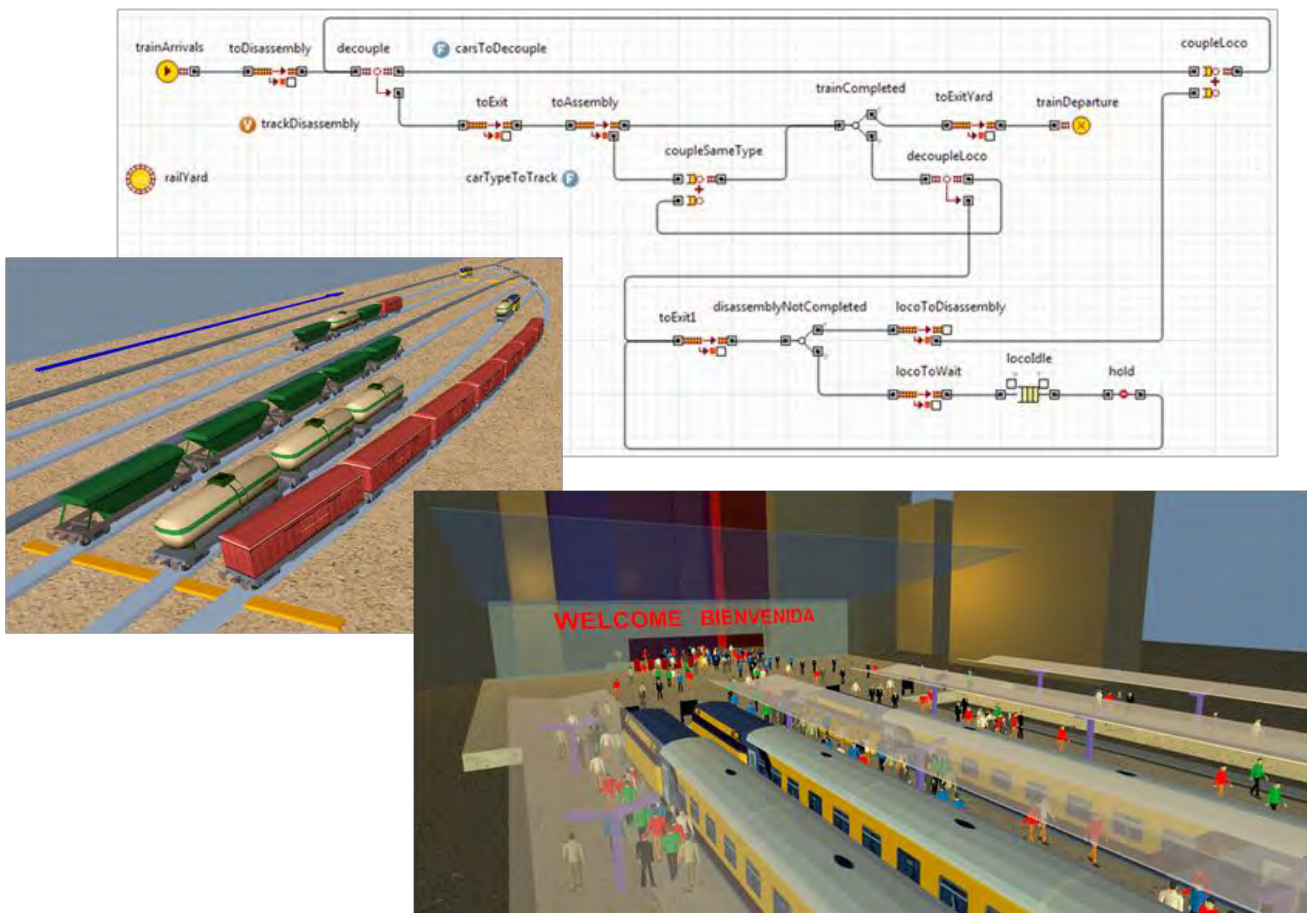 trainArrivals
toDisassembly
decouple
F carsToDecouple
coupleLoco
V trackDisassembly
toExit
toAssembly
trainCompleted
toExitYard
trainDeparture
railYard
carTypeToTrack F
coupleSameType
decoupleLoco
toExit1
disassemblyNotCompleted
locoToDisassembly
locoToWait
locoIdle
hold
WELCOME BIENVENIDA